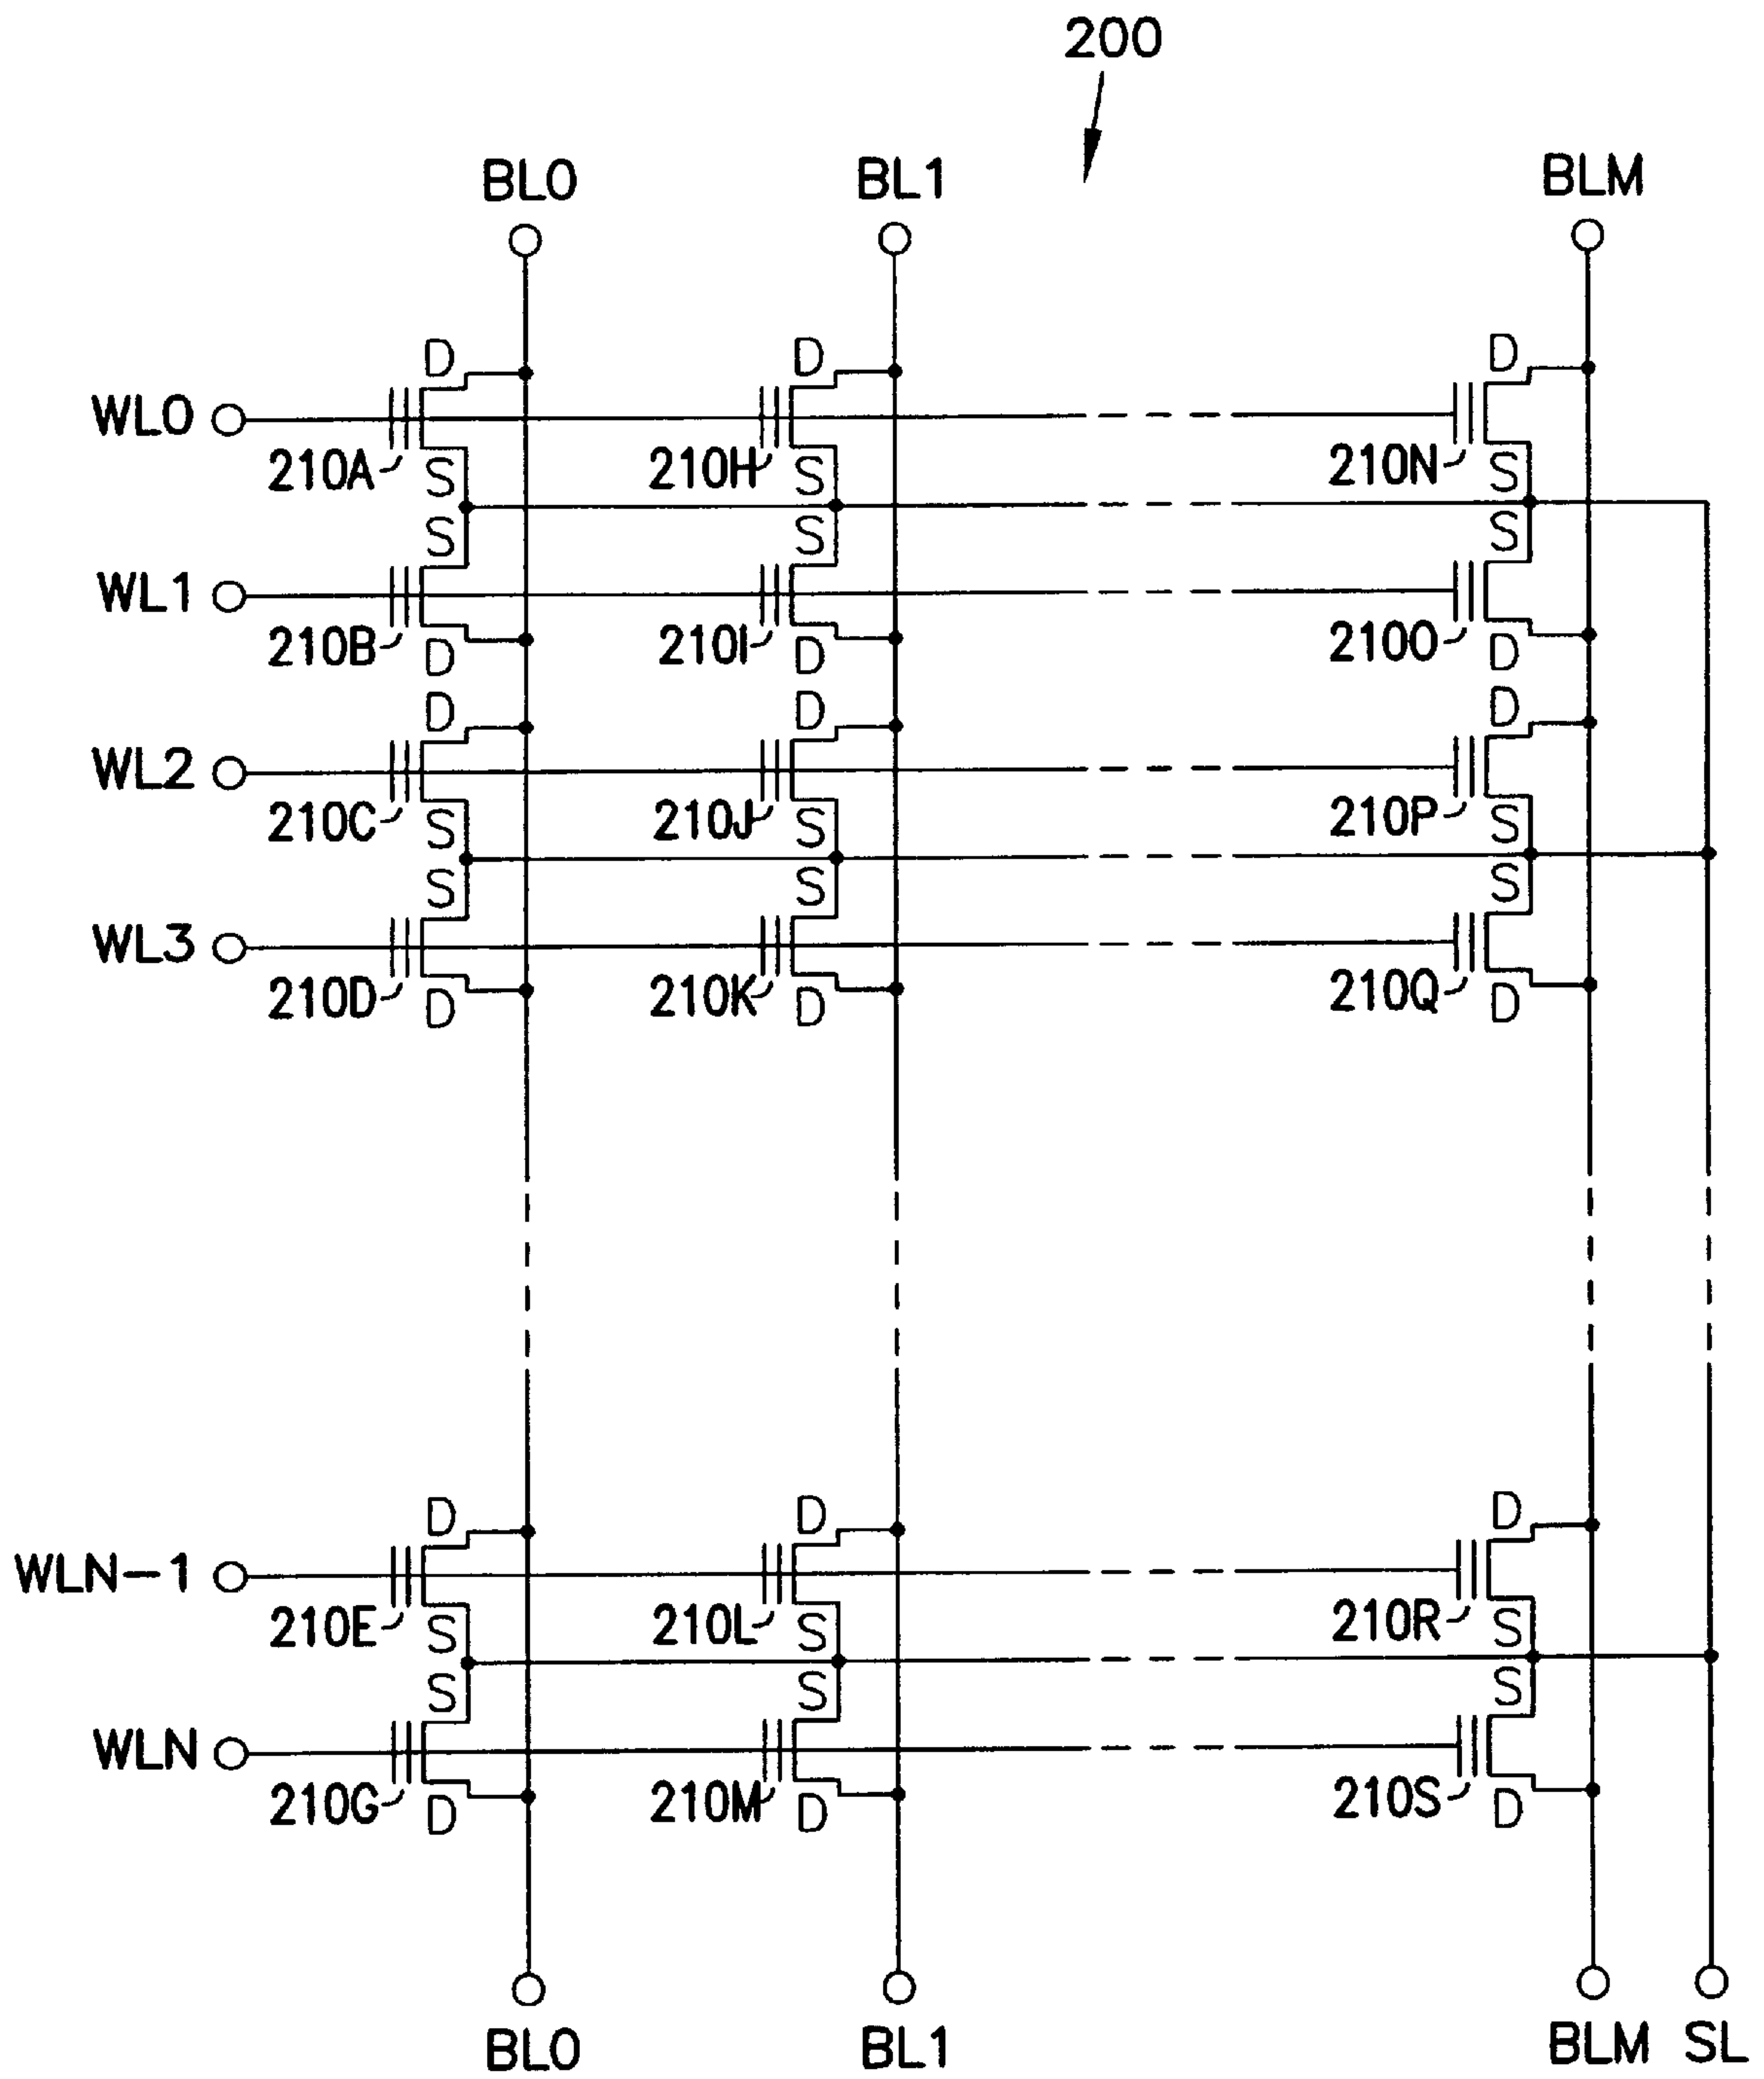 200
BL0 BL1 BLM
D D D
WL0
210A S 210H S 210N S
S S S
WL1
210B D 210I D 210O D
D D D
WL2
210C S 210J S 210P S
S S S
WL3
210D D 210K D 210Q D
D D D
WLN-1
210E S 210L S 210R S
S S S
WLN
210G D 210M D 210S D
BL0 BL1 BLM SL